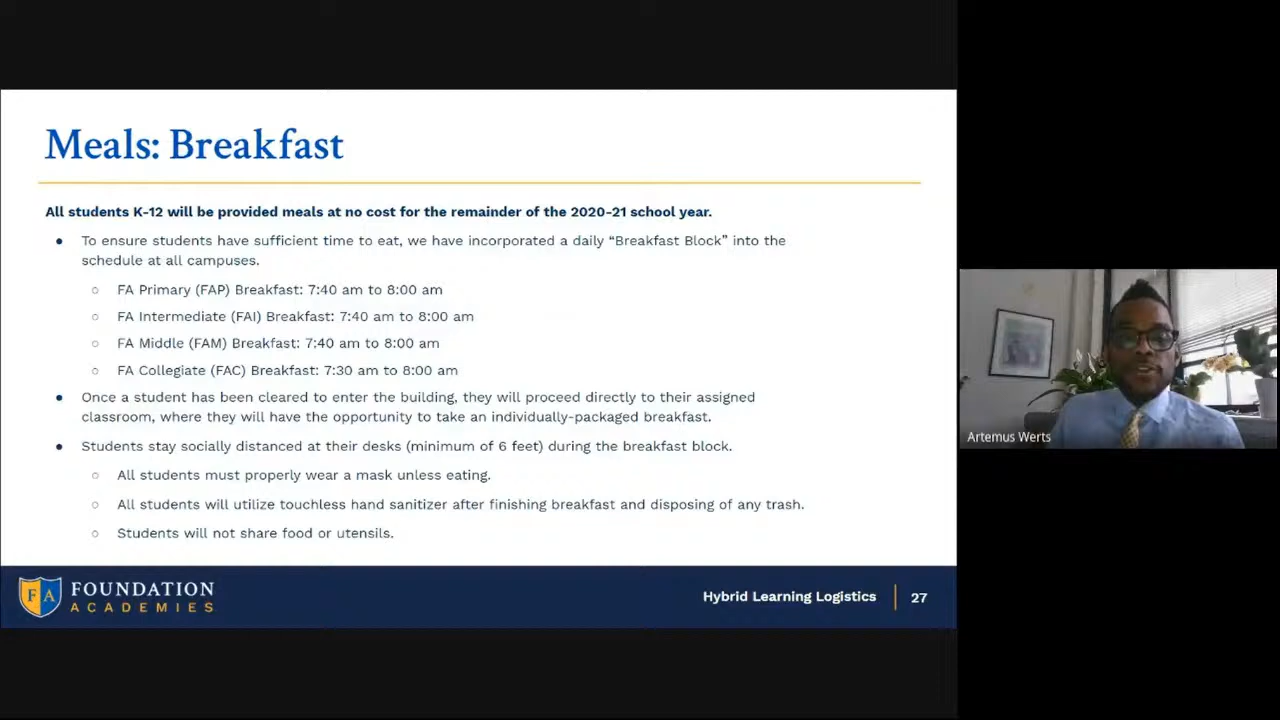 Meals: Breakfast
All students K-12 will be provided meals at no cost for the remainder of the 2020-21 school year.
● To ensure students have sufficient time to eat, we have incorporated a daily “Breakfast Block” into the
schedule at all campuses.
○ FA Primary (FAP) Breakfast: 7:40 am to 8:00 am
○ FA Intermediate (FAI) Breakfast: 7:40 am to 8:00 am
○ FA Middle (FAM) Breakfast: 7:40 am to 8:00 am
○ FA Collegiate (FAC) Breakfast: 7:30 am to 8:00 am
● Once a student has been cleared to enter the building, they will proceed directly to their assigned
classroom, where they will have the opportunity to take an individually-packaged breakfast.
● Students stay socially distanced at their desks (minimum of 6 feet) during the breakfast block.
○ All students must properly wear a mask unless eating.
○ All students will utilize touchless hand sanitizer after finishing breakfast and disposing of any trash.
○ Students will not share food or utensils.
FA
FOUNDATION
ACADEMIES
Hybrid Learning Logistics | 27
Artemus Werts